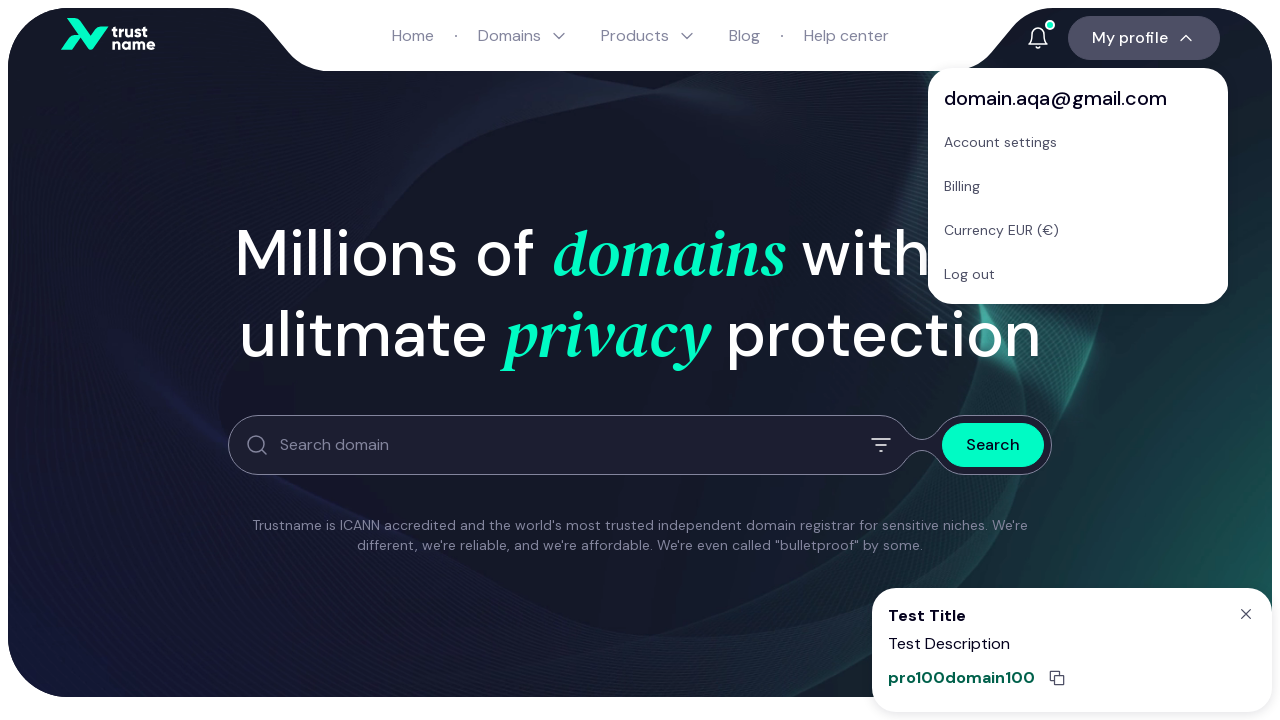 trust
name
Home · Domains Products Blog · Help center
My profile
domain.aqa@gmail.com
Account settings
Billing
Currency EUR (€)
Log out
Millions of domains with
ulitmate privacy protection
Search domain
Search
Trustname is ICANN accredited and the world's most trusted independent domain registrar for sensitive niches. We're
different, we're reliable, and we're affordable. We're even called "bulletproof" by some.
Test Title
Test Description
pro100domain100